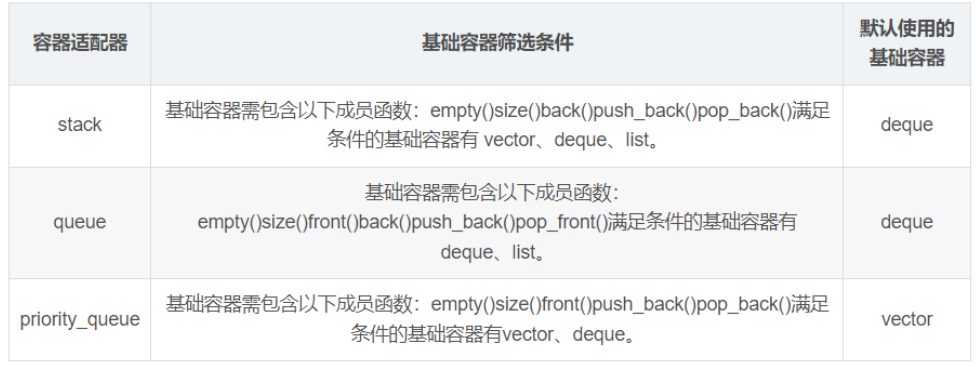 容器适配器
基础容器筛选条件
默认使用的
基础容器
stack
基础容器需包含以下成员函数：empty()size()back()push_back()pop_back()满足
条件的基础容器有 vector、deque、list。
deque
queue
基础容器需包含以下成员函数：
empty()size()front()back()push_back()pop_front()满足条件的基础容器有
deque、list。
deque
priority_queue
基础容器需包含以下成员函数：empty()size()front()push_back()pop_back()满足
条件的基础容器有vector、deque。
vector